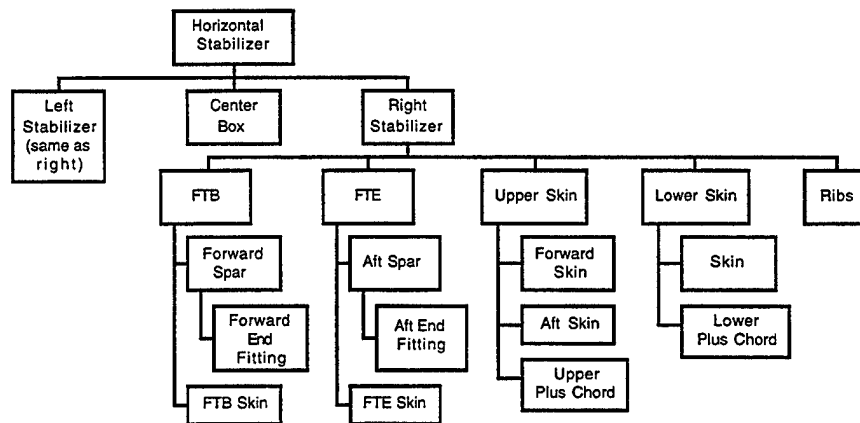 Horizontal
Stabilizer
Left
Stabilizer
(same as
right)
Center
Box
Right
Stabilizer
FTB
FTE
Upper Skin
Lower Skin
Ribs
Forward
Spar
Forward
End
Fitting
FTB Skin
Aft Spar
Aft End
Fitting
FTE Skin
Forward
Skin
Aft Skin
Upper
Plus Chord
Skin
Lower
Plus Chord